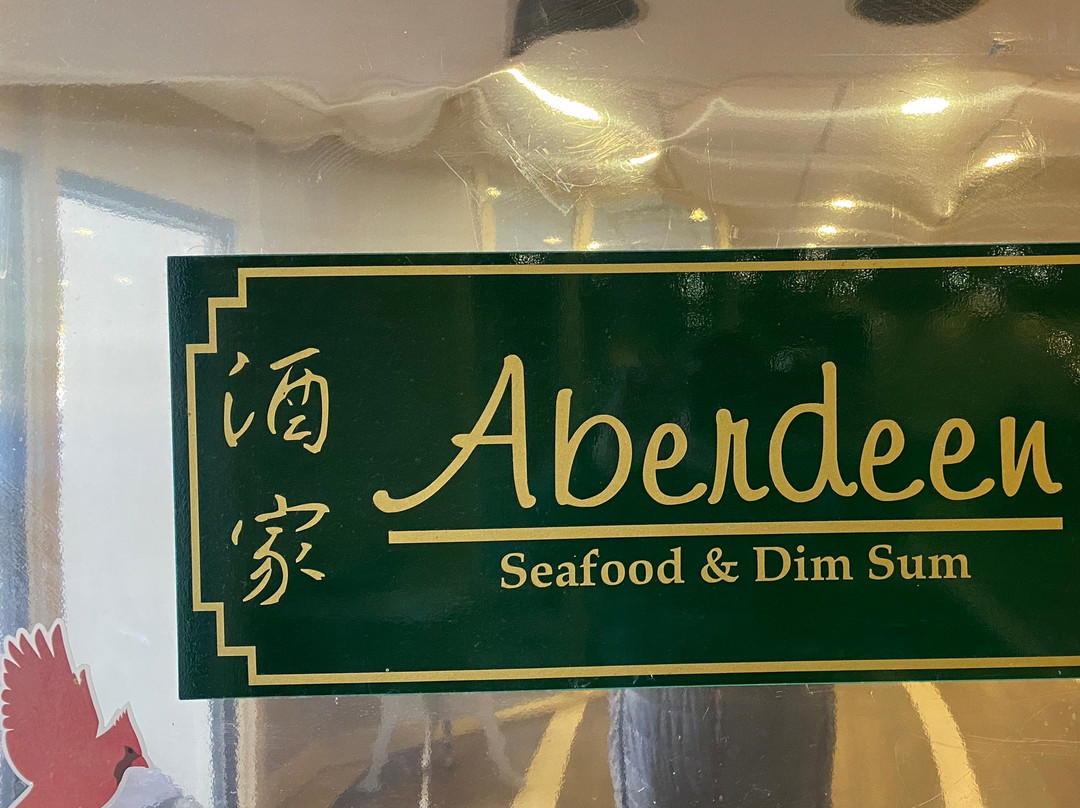 酒家
Aberdeen
Seafood & Dim Sum